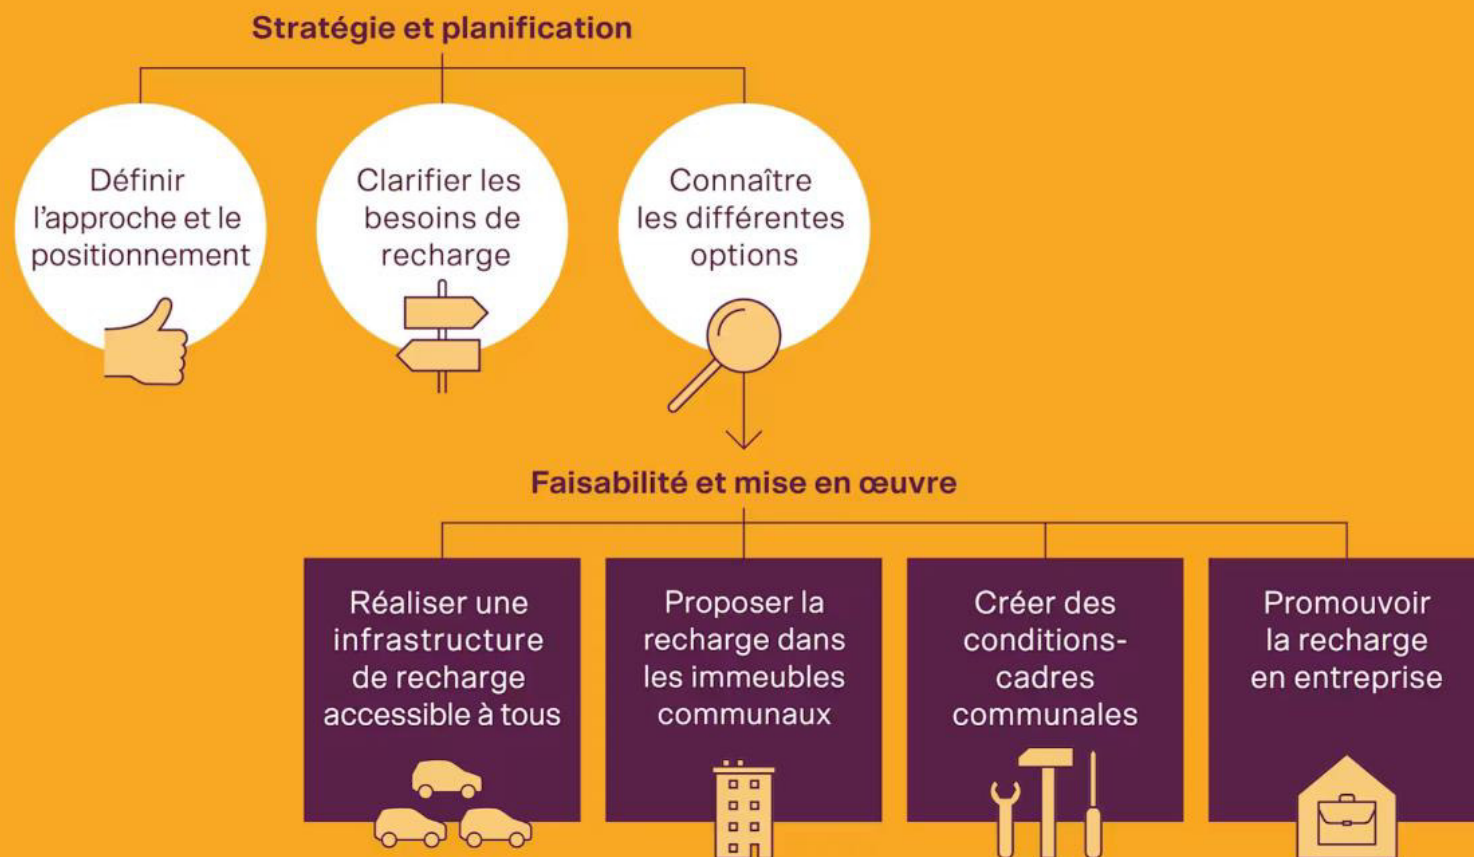 Stratégie et planification
Définir
l'approche et le
positionnement
Clarifier les
besoins de
recharge
Connaître
les différentes
options
Faisabilité et mise en œuvre
Réaliser une
infrastructure
de recharge
accessible à tous
Proposer la
recharge dans
les immeubles
communaux
Créer des
conditions-
cadres
communales
Promouvoir
la recharge
en entreprise